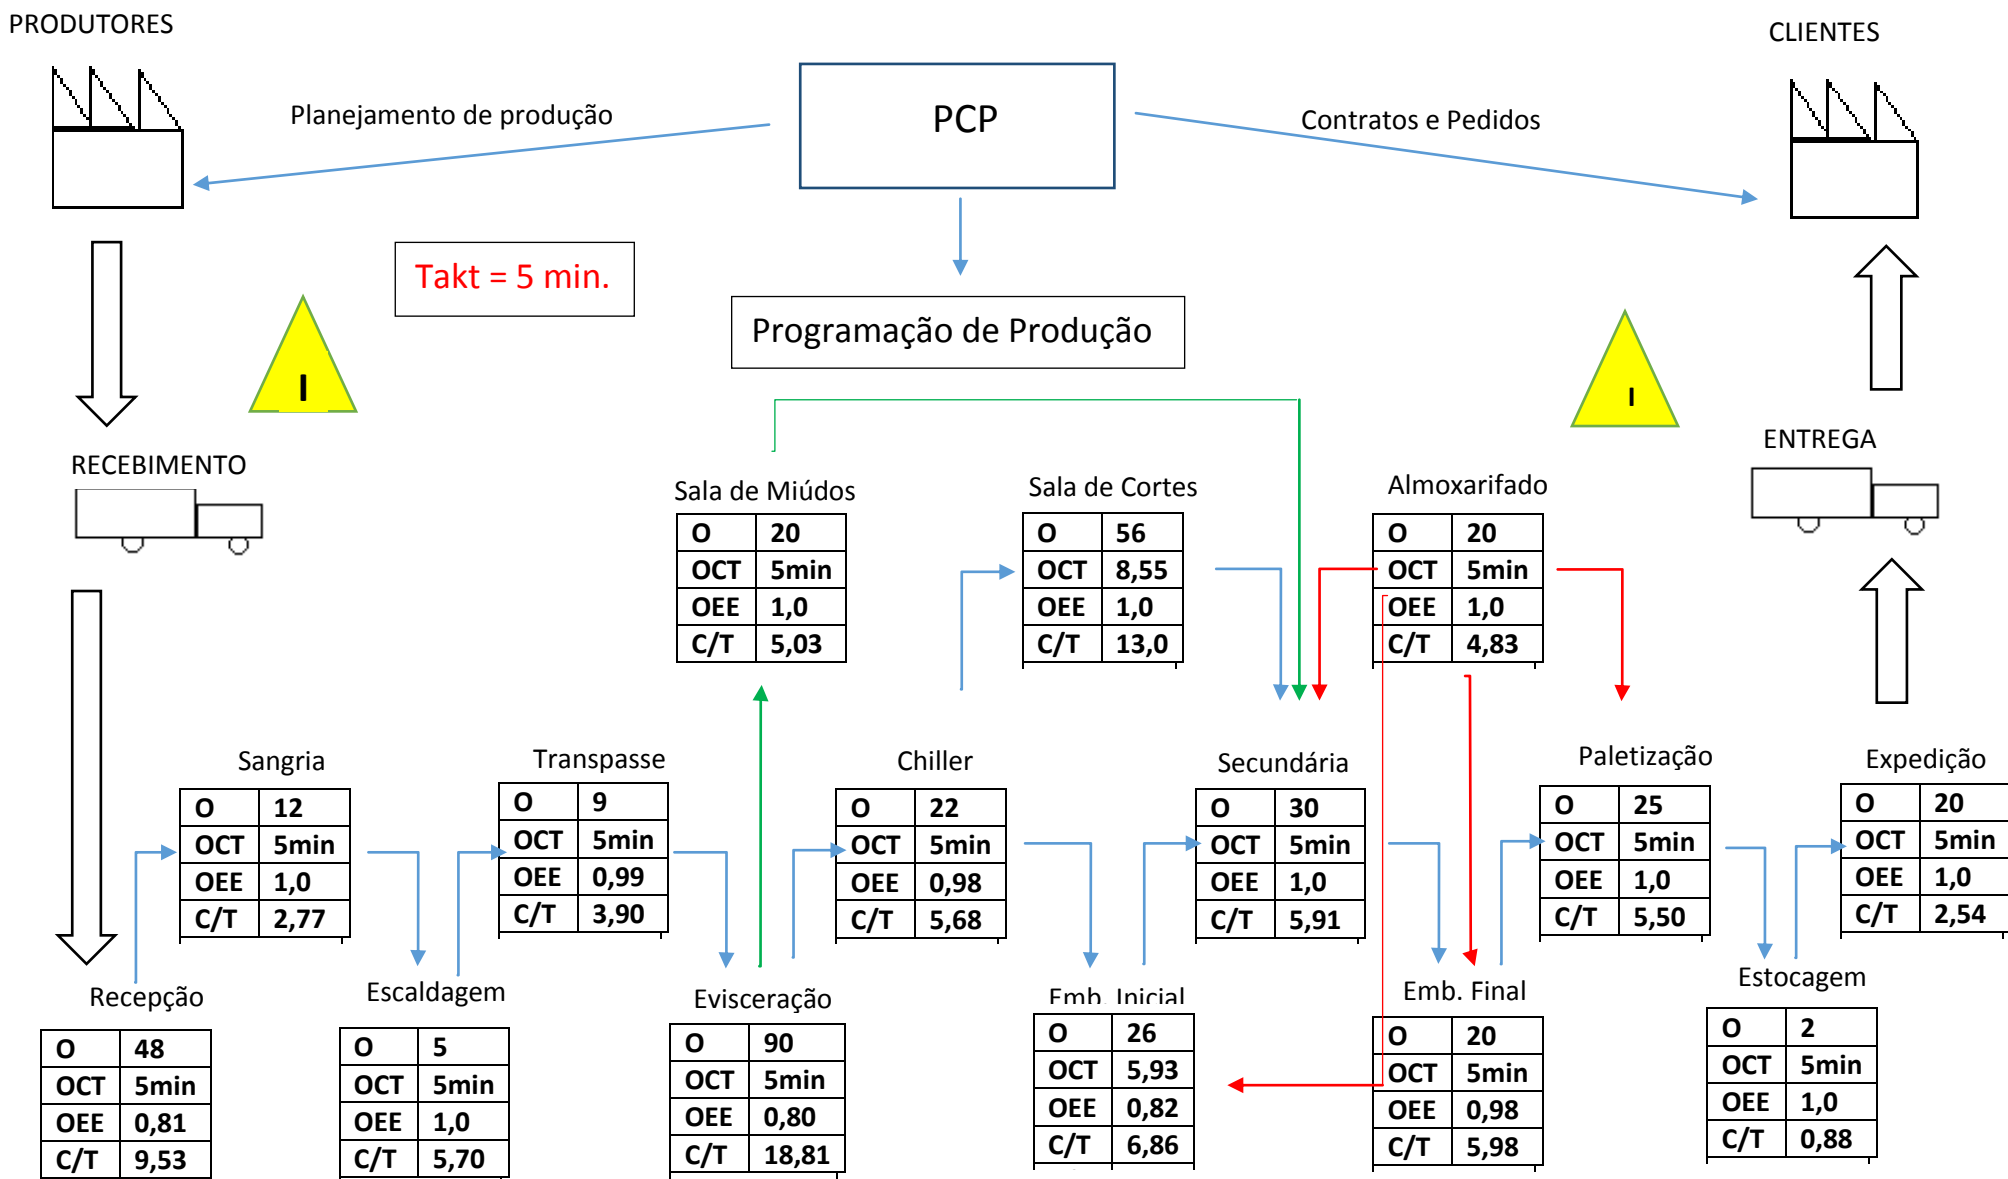 PRODUTORES
CLIENTES
PCP
Planejamento de produção
Contratos e Pedidos
Takt = 5 min.
Programação de Produção
I
I
RECEBIMENTO
ENTREGA
Sala de Miúdos
O 20
OCT 5min
OEE 1,0
C/T 5,03
Sala de Cortes
O 56
OCT 8,55
OEE 1,0
C/T 13,0
Almoxarifado
O 20
OCT 5min
OEE 1,0
C/T 4,83
Sangria
O 12
OCT 5min
OEE 1,0
C/T 2,77
Transpasse
O 9
OCT 5min
OEE 0,99
C/T 3,90
Chiller
O 22
OCT 5min
OEE 0,98
C/T 5,68
Secundária
O 30
OCT 5min
OEE 1,0
C/T 5,91
Paletização
O 25
OCT 5min
OEE 1,0
C/T 5,50
Expedição
O 20
OCT 5min
OEE 1,0
C/T 2,54
Recepção
O 48
OCT 5min
OEE 0,81
C/T 9,53
Escaldagem
O 5
OCT 5min
OEE 1,0
C/T 5,70
Evisceração
O 90
OCT 5min
OEE 0,80
C/T 18,81
Emb. Inicial
O 26
OCT 5,93
OEE 0,82
C/T 6,86
Emb. Final
O 20
OCT 5min
OEE 0,98
C/T 5,98
Estocagem
O 2
OCT 5min
OEE 1,0
C/T 0,88